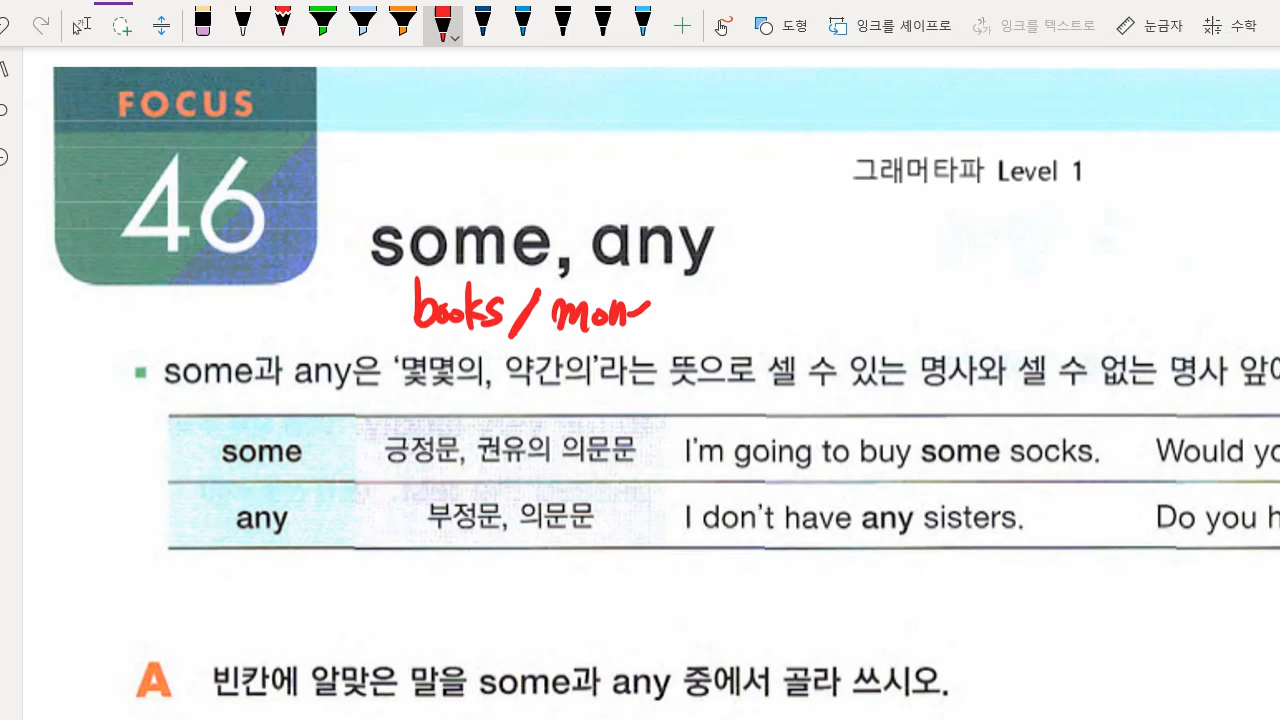 도형 잉크를 셰이프로 잉크를 텍스트로 눈금자 수학
FOCUS
46
그래머타파 Level 1
some, any
books / mon
some과 any은 ‘몇몇의, 약간의’라는 뜻으로 셀 수 있는 명사와 셀 수 없는 명사
some 긍정문, 권유의 의문문 I’m going to buy some socks. Would
any 부정문, 의문문 I don’t have any sisters. Do you
A 빈칸에 알맞은 말을 some과 any 중에서 골라 쓰시오.